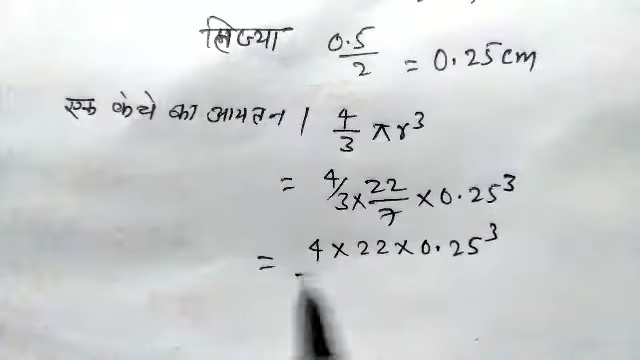 त्रिज्या 0.5/2 = 0.25cm
एक कंचे का आयतन | 4/3 πr³
= 4/3 × 22/7 × 0.25³
= 4 × 22 × 0.25³